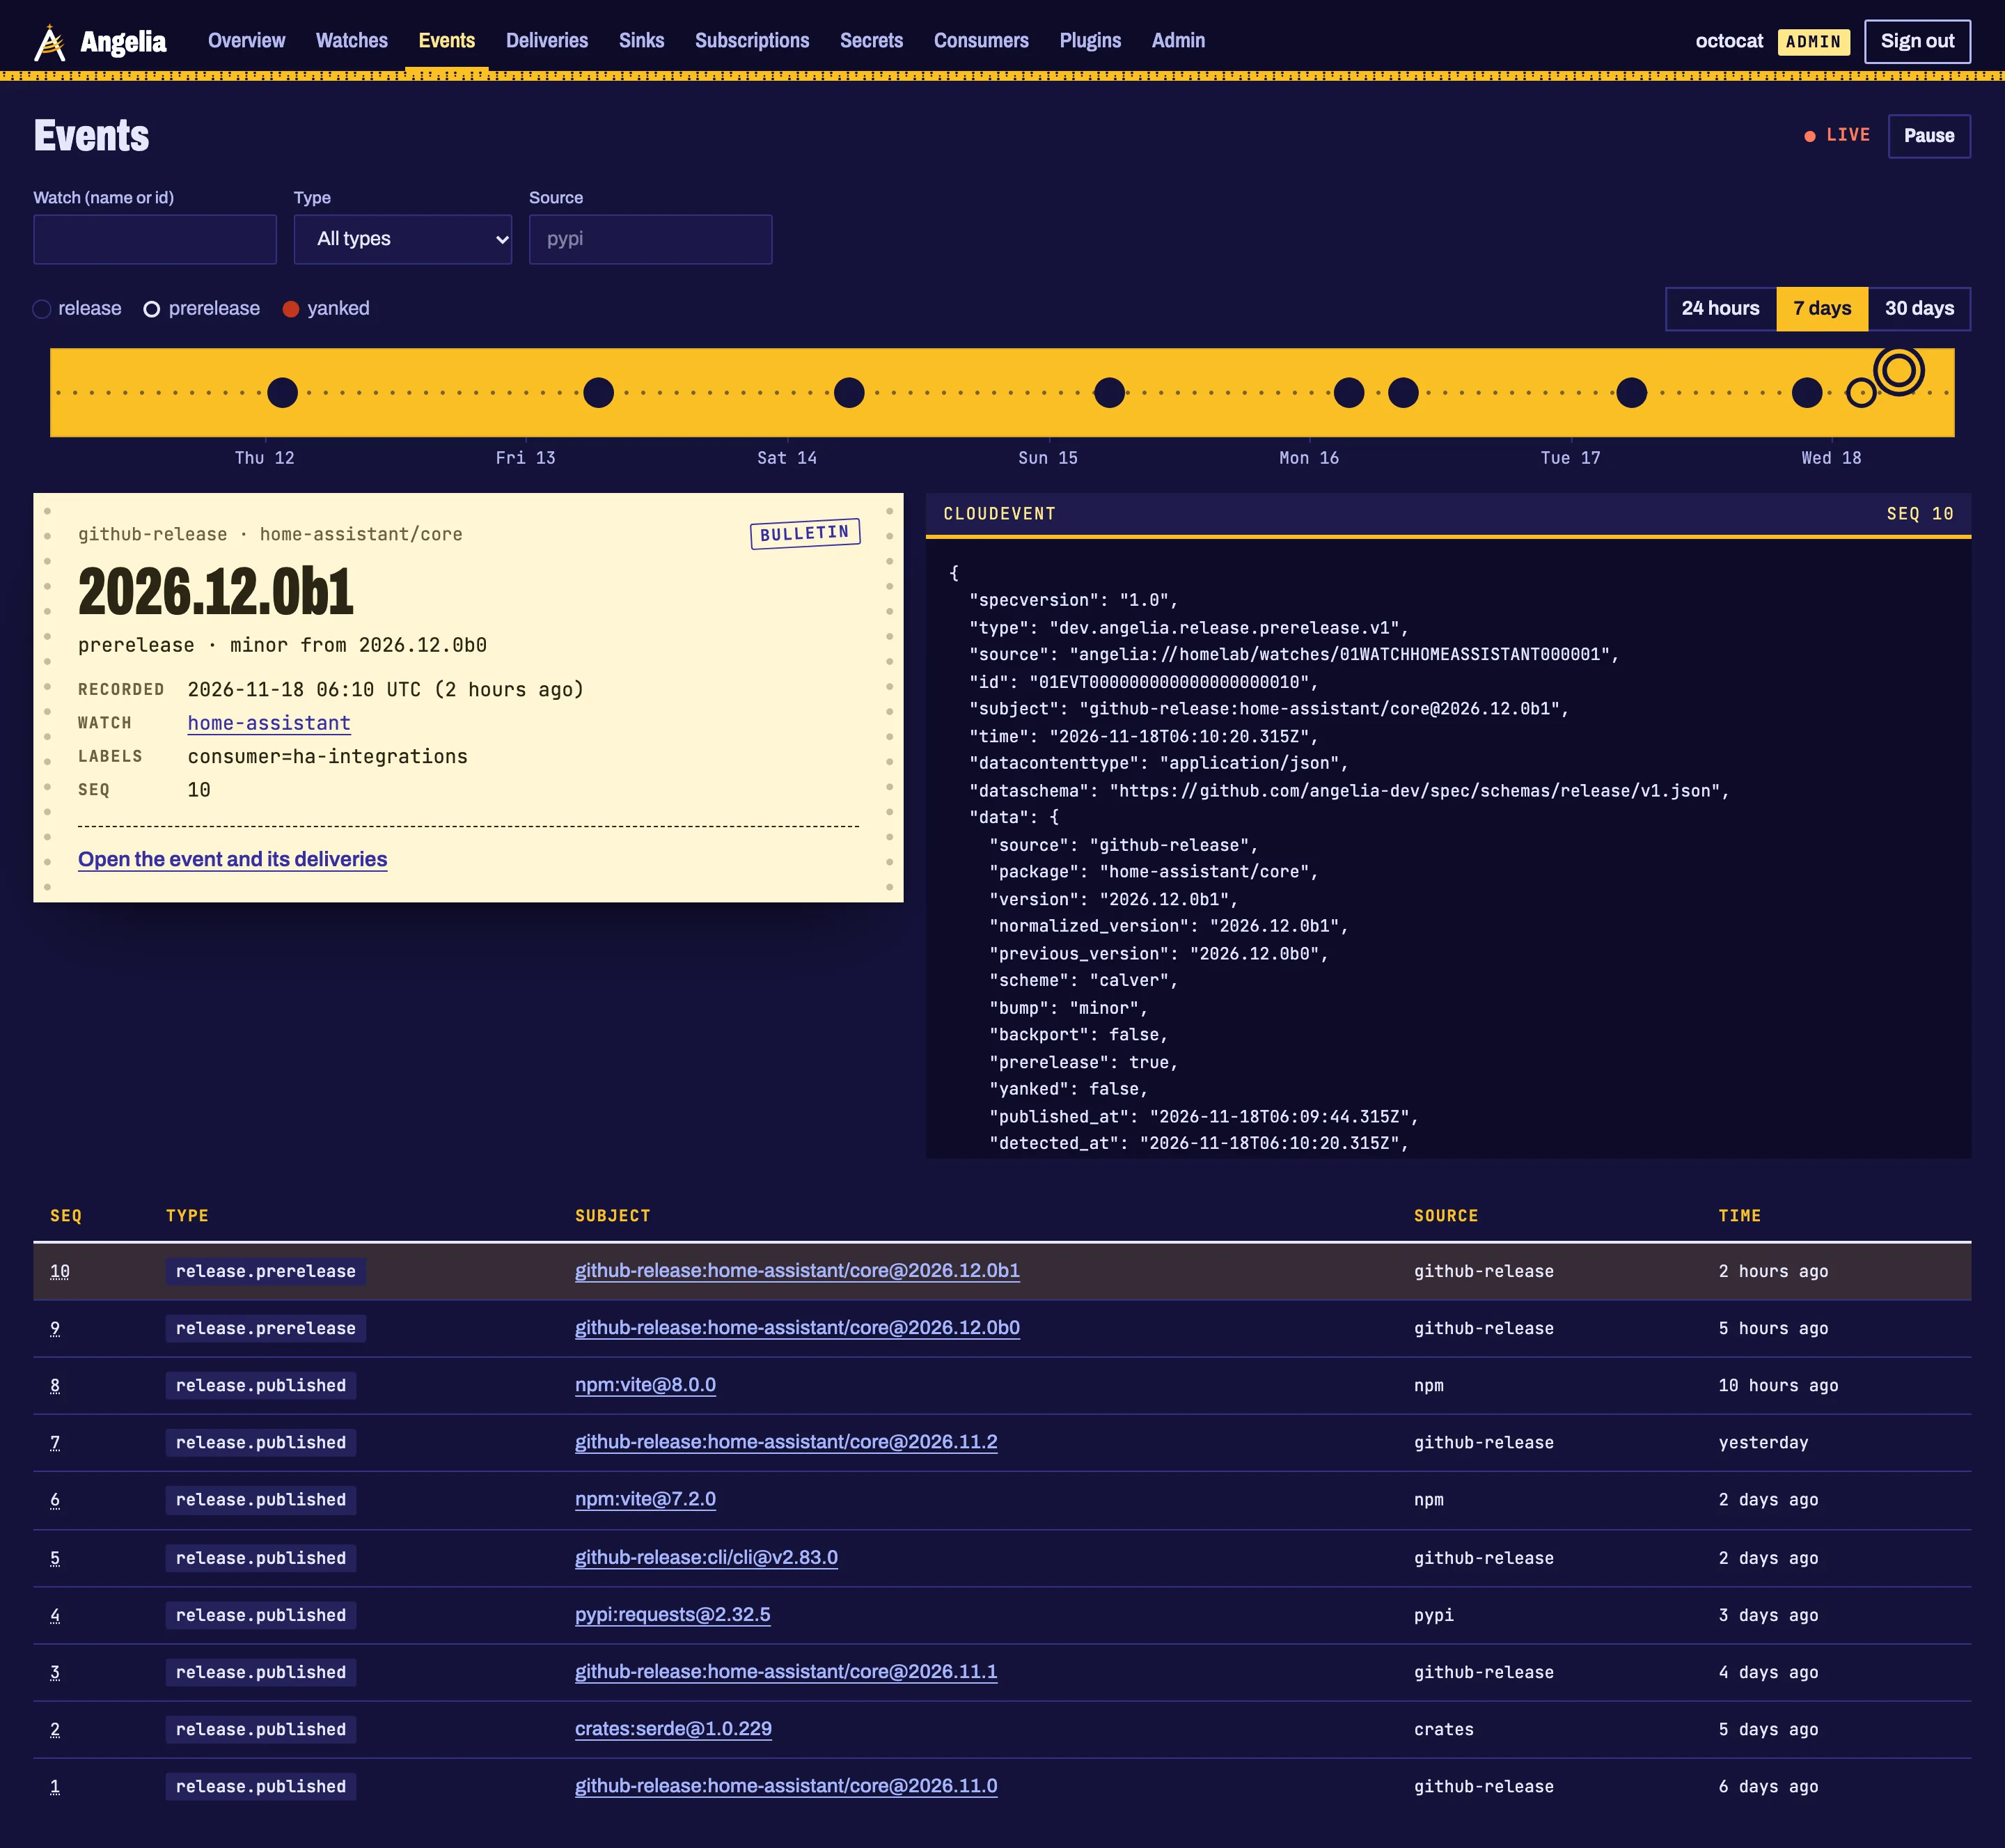 Angelia Overview Watches Events Deliveries Sinks Subscriptions Secrets Consumers Plugins Admin octocat ADMIN Sign out
Events
LIVE Pause
Watch (name or id) Type Source
All types pypi
release prerelease yanked 24 hours 7 days 30 days
Thu 12 Fri 13 Sat 14 Sun 15 Mon 16 Tue 17 Wed 18
github-release · home-assistant/core BULLETIN
2026.12.0b1
prerelease · minor from 2026.12.0b0
RECORDED 2026-11-18 06:10 UTC (2 hours ago)
WATCH home-assistant
LABELS consumer=ha-integrations
SEQ 10
Open the event and its deliveries
CLOUDEVENT SEQ 10
{
"specversion": "1.0",
"type": "dev.angelia.release.prerelease.v1",
"source": "angelia://homelab/watches/01WATCHHOMEASSISTANT000001",
"id": "01EVT000000000000000000010",
"subject": "github-release:home-assistant/core@2026.12.0b1",
"time": "2026-11-18T06:10:20.315Z",
"datacontenttype": "application/json",
"dataschema": "https://github.com/angelia-dev/spec/schemas/release/v1.json",
"data": {
"source": "github-release",
"package": "home-assistant/core",
"version": "2026.12.0b1",
"normalized_version": "2026.12.0b1",
"previous_version": "2026.12.0b0",
"scheme": "calver",
"bump": "minor",
"backport": false,
"prerelease": true,
"yanked": false,
"published_at": "2026-11-18T06:09:44.315Z",
"detected_at": "2026-11-18T06:10:20.315Z",
SEQ TYPE SUBJECT SOURCE TIME
10 release.prerelease github-release:home-assistant/core@2026.12.0b1 github-release 2 hours ago
9 release.prerelease github-release:home-assistant/core@2026.12.0b0 github-release 5 hours ago
8 release.published npm:vite@8.0.0 npm 10 hours ago
7 release.published github-release:home-assistant/core@2026.11.2 github-release yesterday
6 release.published npm:vite@7.2.0 npm 2 days ago
5 release.published github-release:cli/cli@v2.83.0 github-release 2 days ago
4 release.published pypi:requests@2.32.5 pypi 3 days ago
3 release.published github-release:home-assistant/core@2026.11.1 github-release 4 days ago
2 release.published crates:serde@1.0.229 crates 5 days ago
1 release.published github-release:home-assistant/core@2026.11.0 github-release 6 days ago